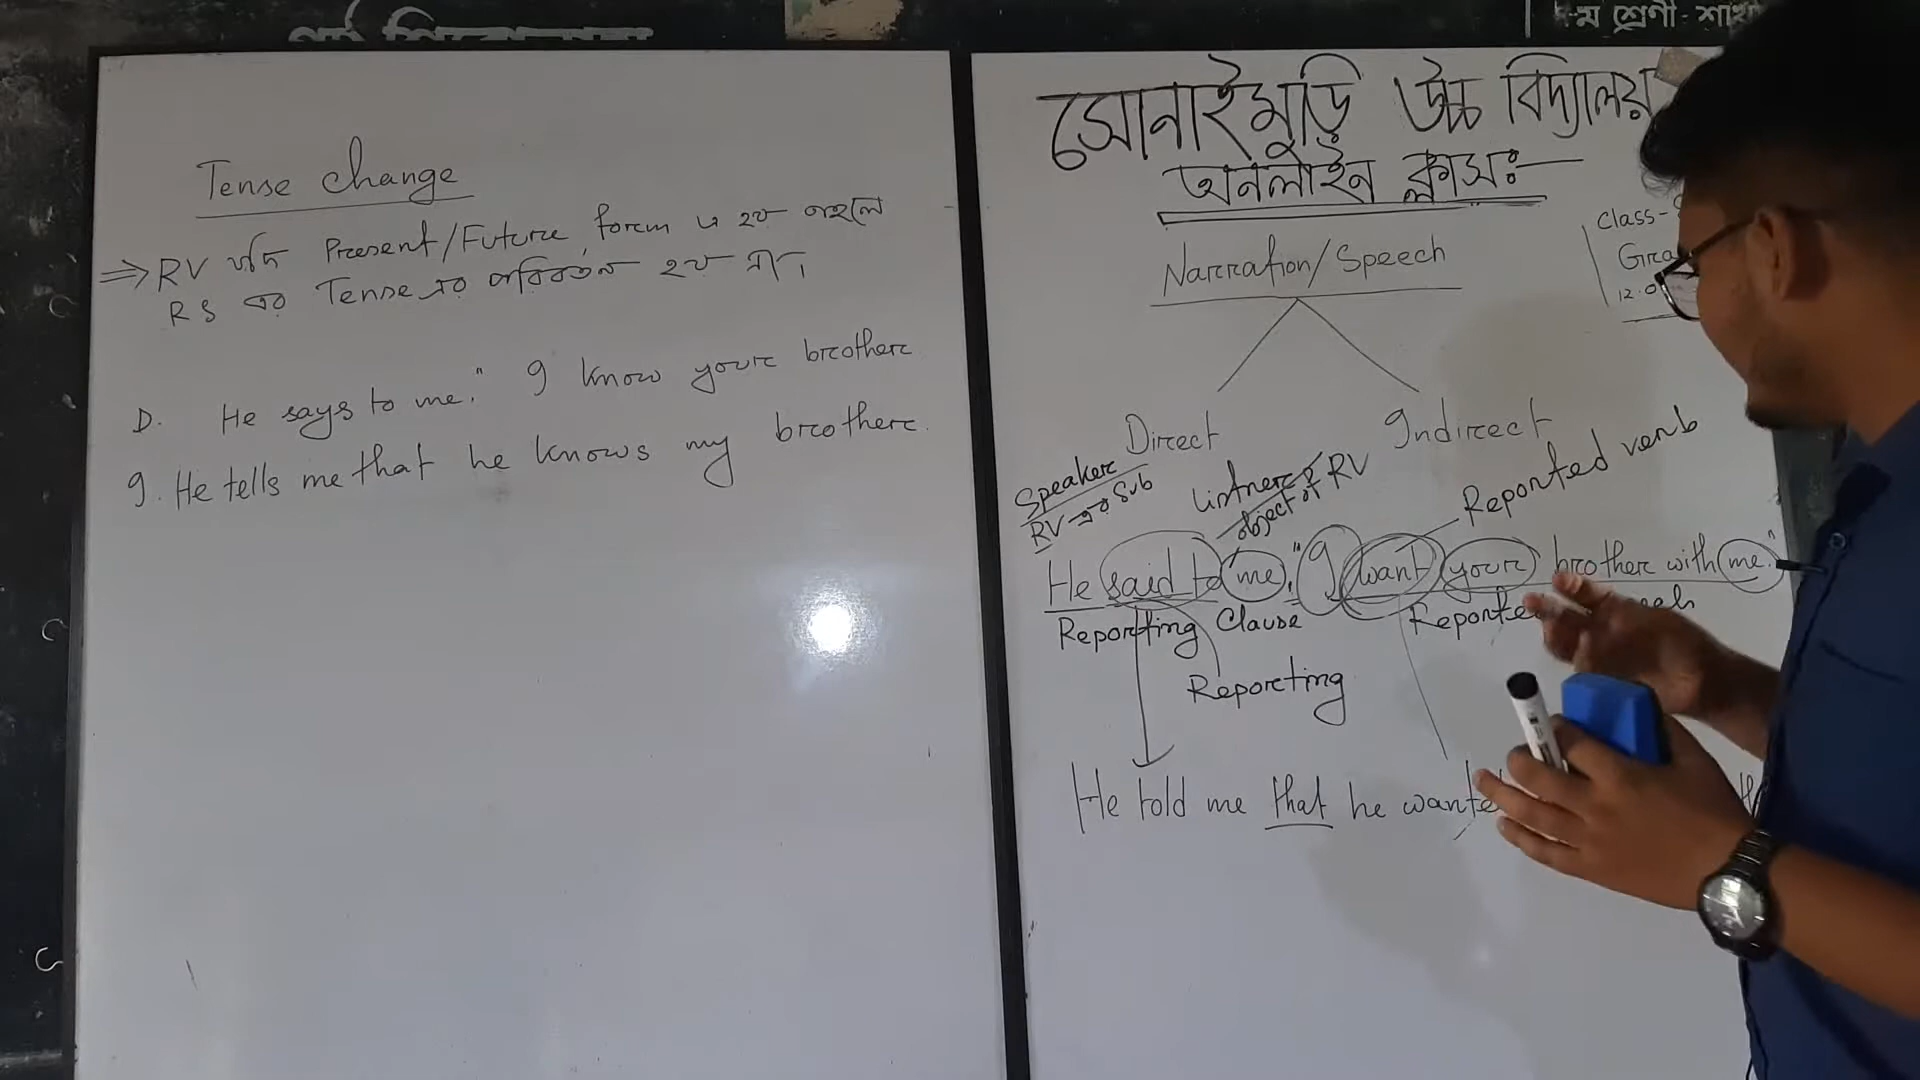 Tense change
⇒ RV যদি Present/Future form এ হয় তাহলে
RS এর Tense এর পরিবর্তন হয় না।
D. He says to me, " I know your brother
I. He tells me that he knows my brother.
ম শ্রেণী - শাখা
সোনাইমুড়ি উচ্চ বিদ্যালয়
অনলাইন ক্লাসঃ
Class-
Gra
12.0
Narration/Speech
Direct
Indirect
Speaker
RV এর Sub
Listner
object of RV
Reported verb
He said to me, "I want your brother with me."
Reporting Clause
Reporting
He told me that he wante